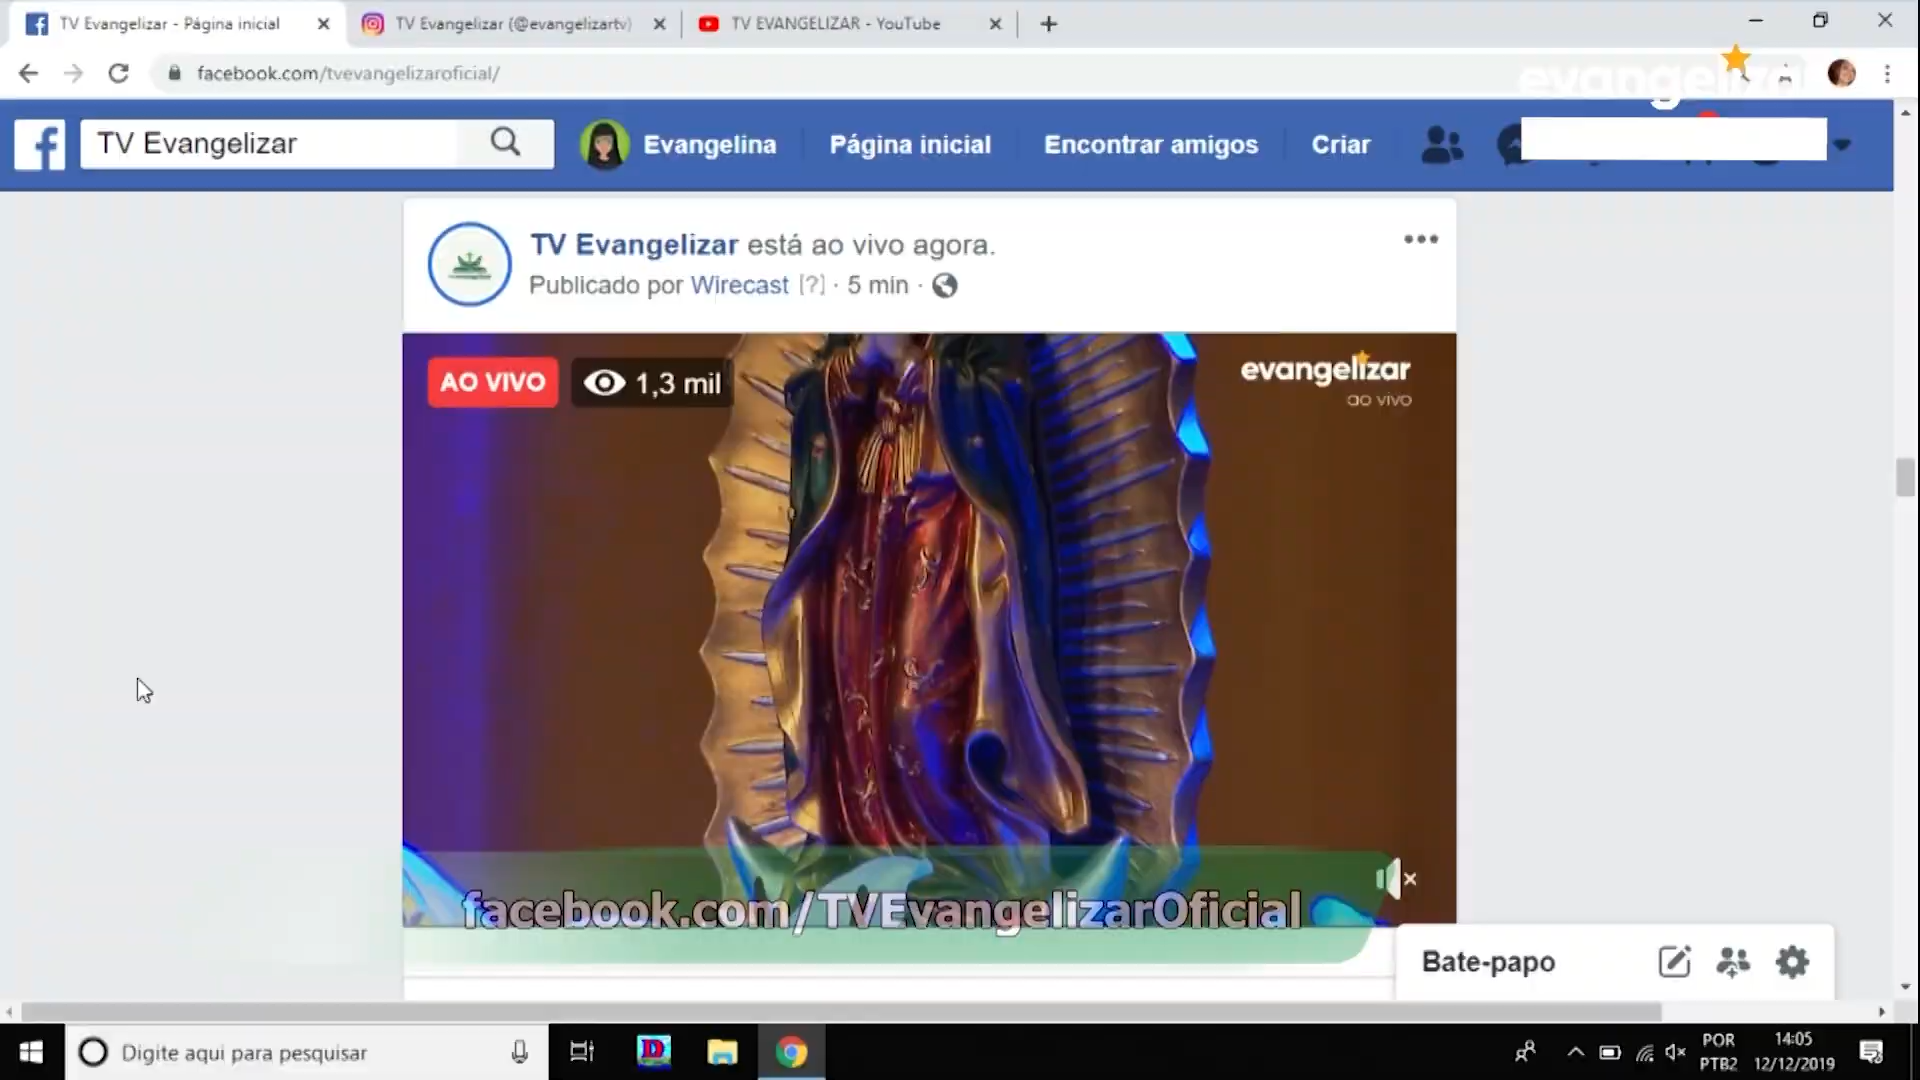 TV Evangelizar - Página inicial
TV Evangelizar (@evangelizartv)
TV EVANGELIZAR - YouTube
facebook.com/tvevangelizaroficial/
evangelizar
TV Evangelizar
Evangelina
Página inicial
Encontrar amigos
Criar
TV Evangelizar está ao vivo agora.
Publicado por Wirecast [?] · 5 min ·
AO VIVO
1,3 mil
evangelizar
ao vivo
facebook.com/TVEvangelizarOficial
Bate-papo
Digite aqui para pesquisar
D
POR
PTB2
14:05
12/12/2019